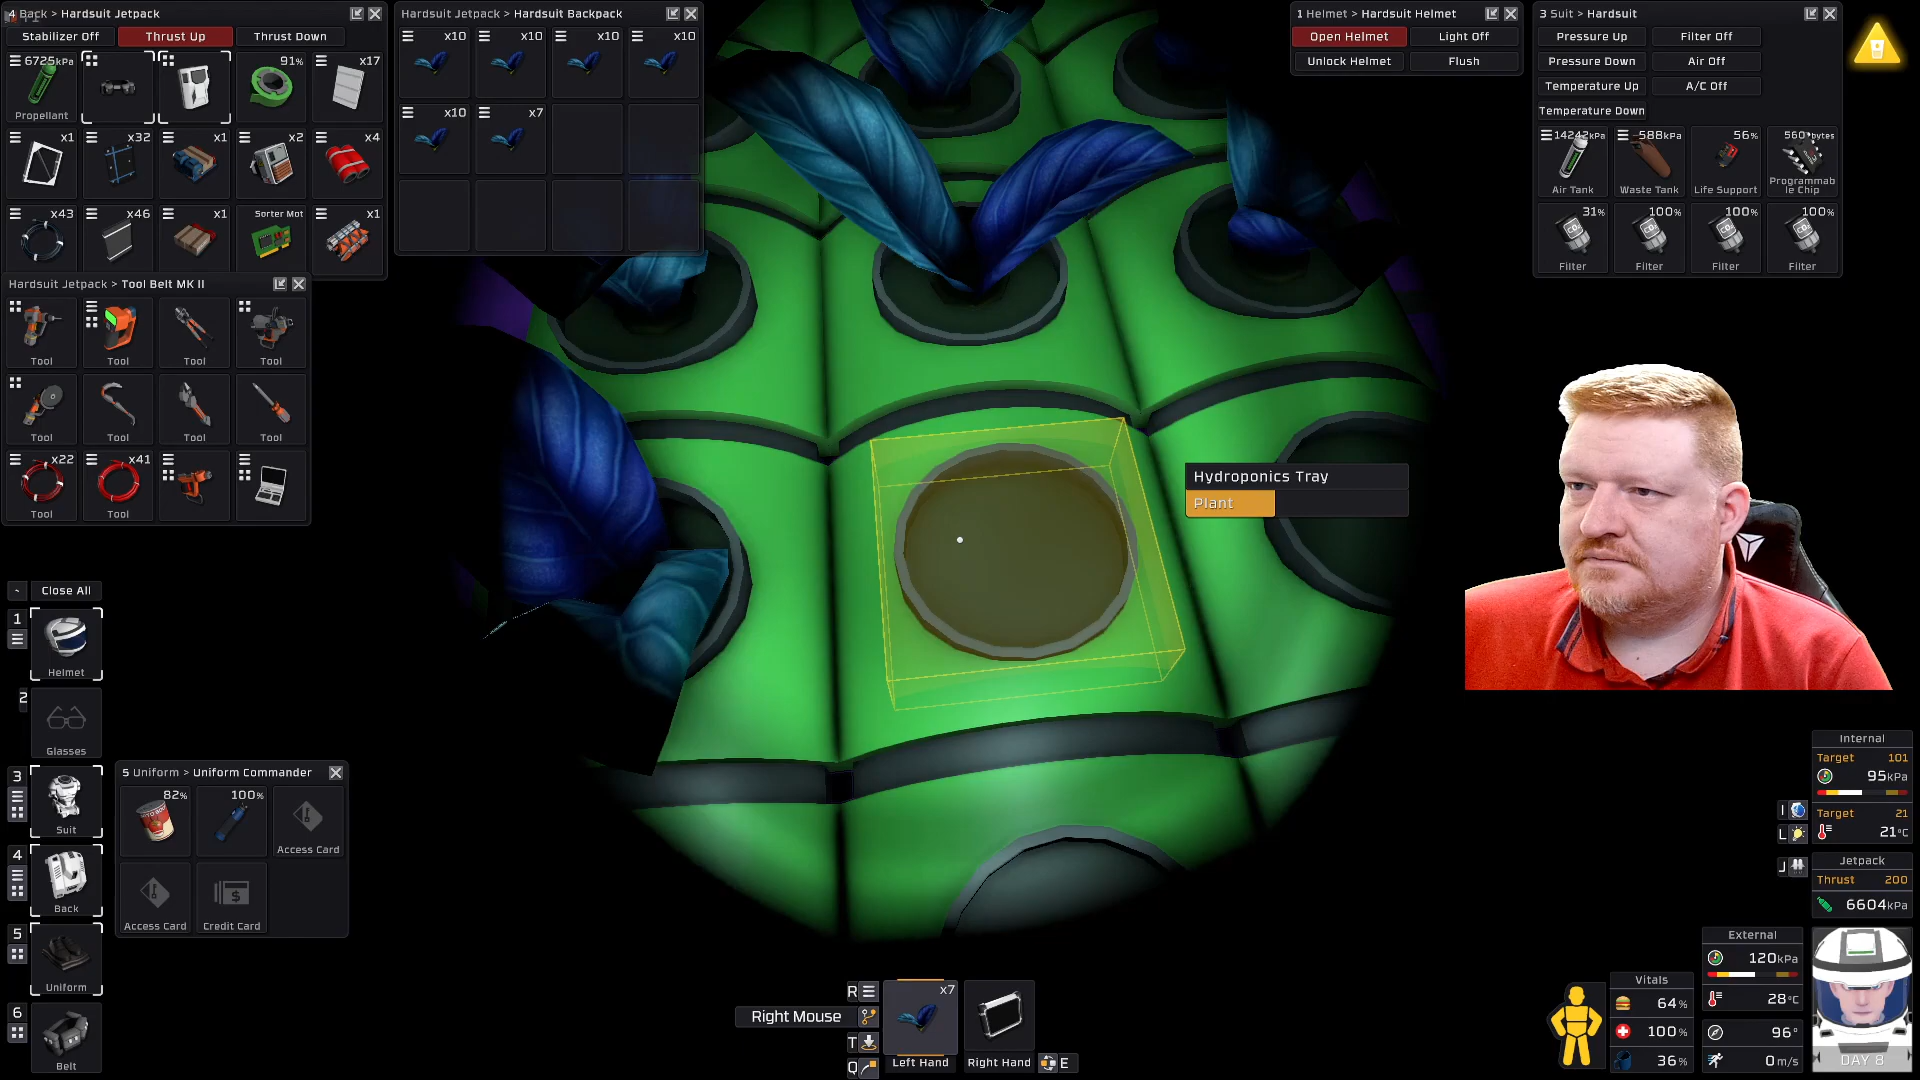 4 Back > Hardsuit Jetpack
Stabilizer Off
Thrust Up
Thrust Down
6725kPa
Propellant
91%
x17
x1
x32
x1
x2
x4
x43
x46
x1
Sorter Mot
x1
Hardsuit Jetpack > Hardsuit Backpack
x10
x10
x10
x10
x10
x7
Hardsuit Jetpack > Tool Belt MK II
Tool
Tool
Tool
Tool
Tool
Tool
Tool
Tool
x22
Tool
x41
Tool
1 Helmet > Hardsuit Helmet
Open Helmet
Light Off
Unlock Helmet
Flush
3 Suit > Hardsuit
Pressure Up
Filter Off
Pressure Down
Air Off
Temperature Up
A/C Off
Temperature Down
14242kPa
Air Tank
~588kPa
Waste Tank
56%
Life Support
560 bytes
Programmab
le Chip
31%
Filter
100%
Filter
100%
Filter
100%
Filter
Hydroponics Tray
Plant
~
Close All
1
Helmet
2
Glasses
3
Suit
4
Back
5
Uniform
6
Belt
5 Uniform > Uniform Commander
82%
100%
Access Card
Access Card
Credit Card
Right Mouse
R
T
Q
x7
Left Hand
Right Hand
E
Internal
Target 101
95kPa
Target 21
21°C
I
L
J
Jetpack
Thrust 200
6604kPa
External
120kPa
28°C
96°
0m/s
Vitals
64%
100%
36%
DAY 8